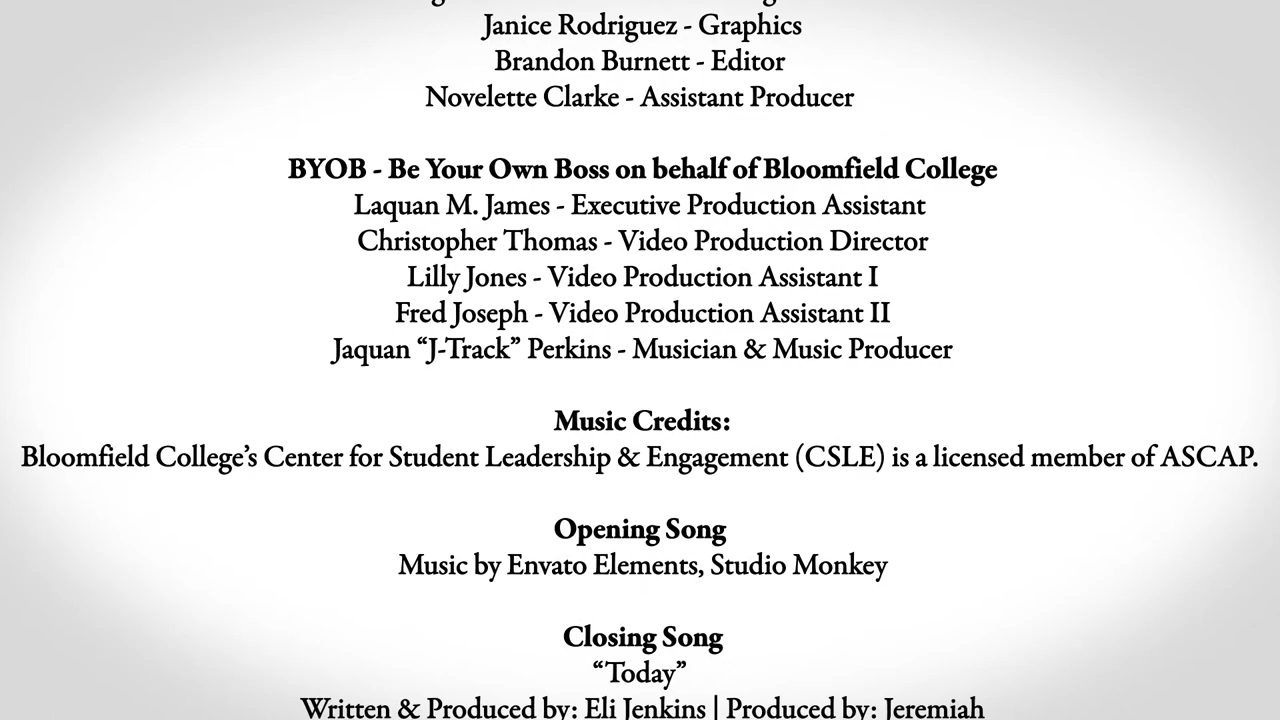 Janice Rodriguez - Graphics
Brandon Burnett - Editor
Novelette Clarke - Assistant Producer
BYOB - Be Your Own Boss on behalf of Bloomfield College
Laquan M. James - Executive Production Assistant
Christopher Thomas - Video Production Director
Lilly Jones - Video Production Assistant I
Fred Joseph - Video Production Assistant II
Jaquan “J-Track” Perkins - Musician & Music Producer
Music Credits:
Bloomfield College’s Center for Student Leadership & Engagement (CSLE) is a licensed member of ASCAP.
Opening Song
Music by Envato Elements, Studio Monkey
Closing Song
“Today”
Written & Produced by: Eli Jenkins | Produced by: Jeremiah